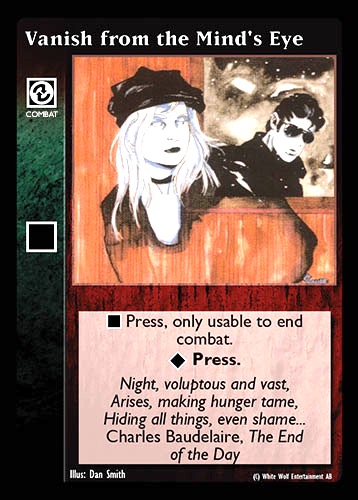 Vanish from the Mind's Eye
COMBAT
Press, only usable to end
combat.
Press.
Night, voluptous and vast,
Arises, making hunger tame,
Hiding all things, even shame...
Charles Baudelaire, The End
of the Day
Illus: Dan Smith
(C) White Wolf Entertainment AB